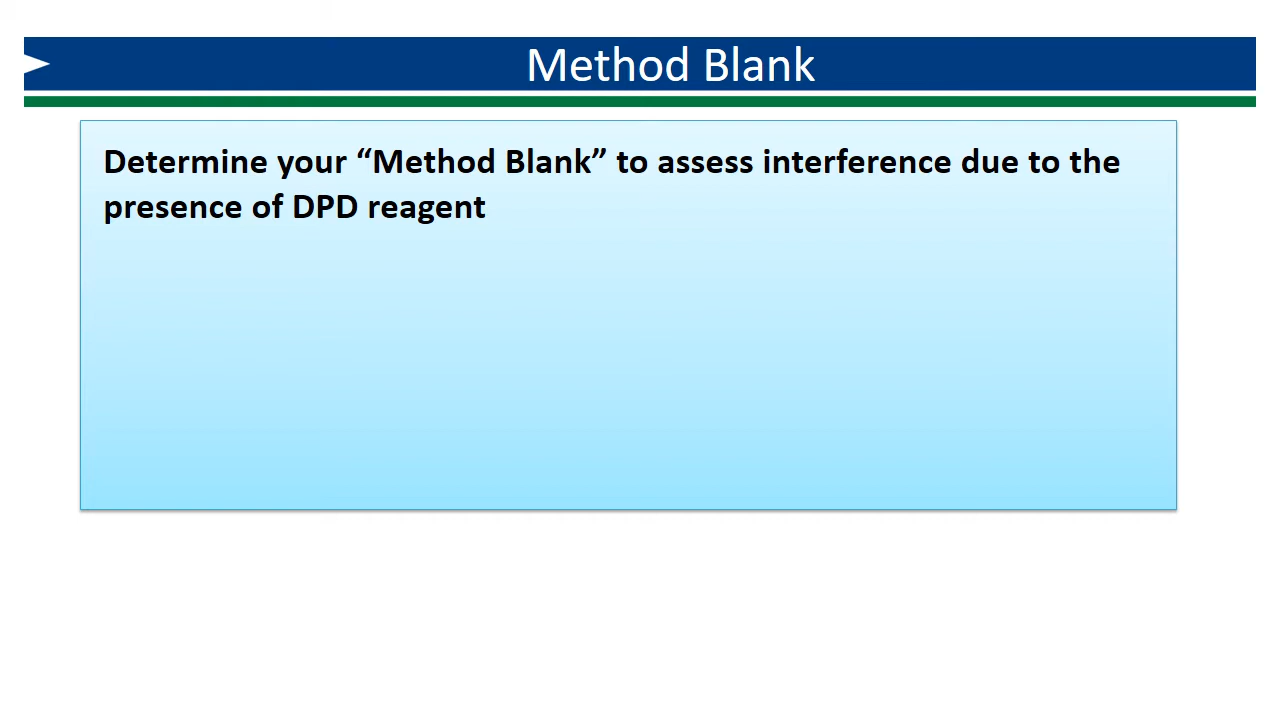 Method Blank
Determine your “Method Blank” to assess interference due to the
presence of DPD reagent